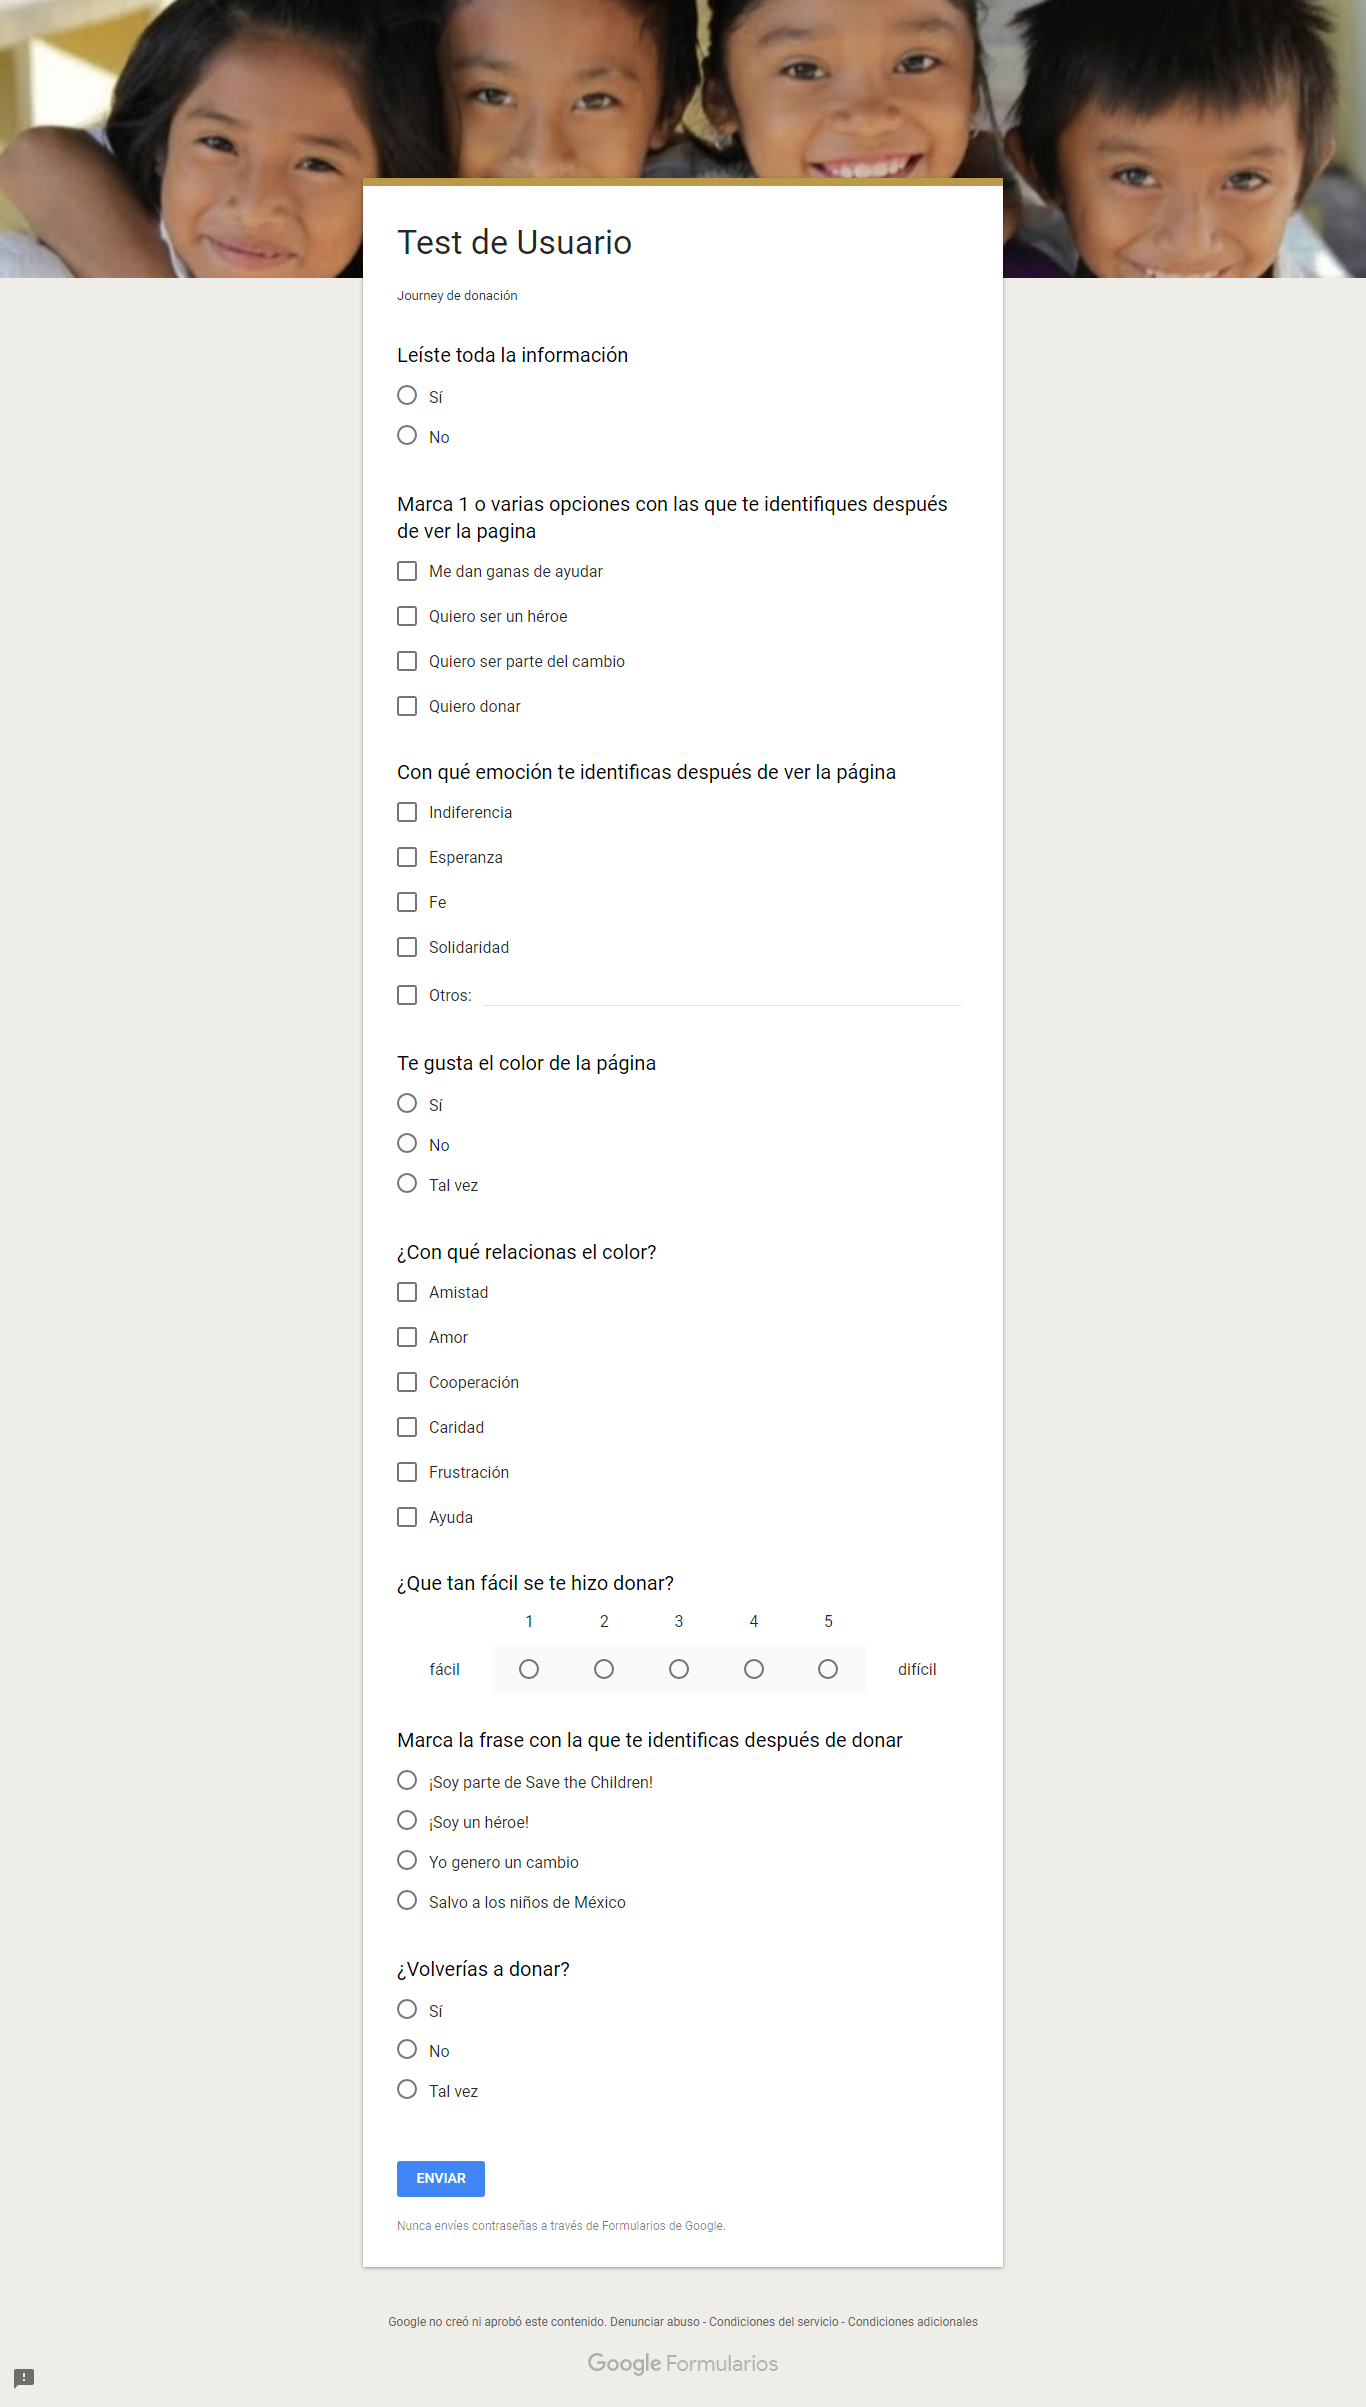 Test de Usuario
Journey de donación
Leíste toda la información
Sí
No
Marca 1 o varias opciones con las que te identifiques después
de ver la pagina
Me dan ganas de ayudar
Quiero ser un héroe
Quiero ser parte del cambio
Quiero donar
Con qué emoción te identificas después de ver la página
Indiferencia
Esperanza
Fe
Solidaridad
Otros:
Te gusta el color de la página
Sí
No
Tal vez
¿Con qué relacionas el color?
Amistad
Amor
Cooperación
Caridad
Frustración
Ayuda
¿Que tan fácil se te hizo donar?
1 2 3 4 5
fácil difícil
Marca la frase con la que te identificas después de donar
¡Soy parte de Save the Children!
¡Soy un héroe!
Yo genero un cambio
Salvo a los niños de México
¿Volverías a donar?
Sí
No
Tal vez
ENVIAR
Nunca envíes contraseñas a través de Formularios de Google.
Google no creó ni aprobó este contenido. Denunciar abuso - Condiciones del servicio - Condiciones adicionales
Google Formularios